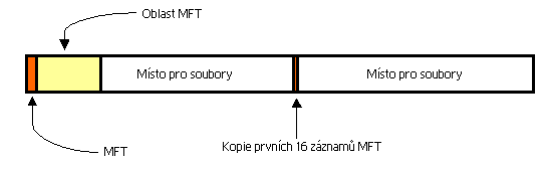 Oblast MFT
Místo pro soubory
Místo pro soubory
MFT
Kopie prvních 16 záznamů MFT